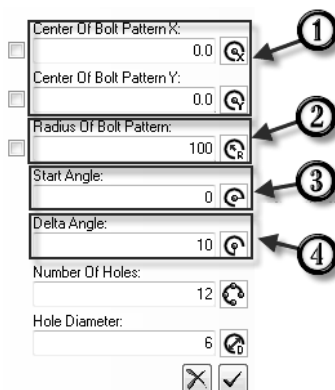 Center Of Bolt Pattern X:
0.0
1
Center Of Bolt Pattern Y:
0.0
Radius Of Bolt Pattern:
100
2
Start Angle:
0
3
Delta Angle:
10
4
Number Of Holes:
12
Hole Diameter:
6